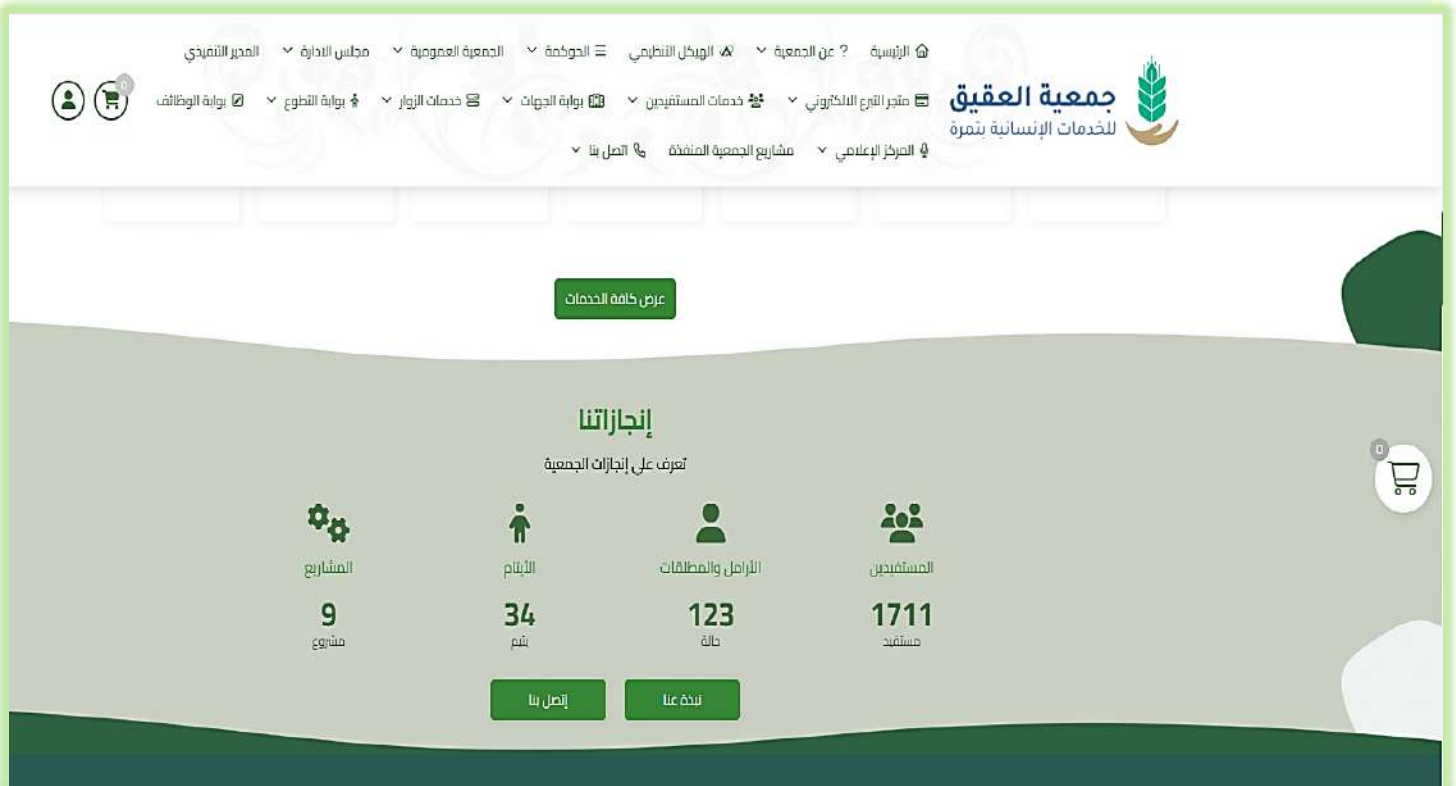 جمعية العقيق
للخدمات الإنسانية بتمرة
الرئيسية ? عن الجمعية الهيكل التنظيمي الحوكمة الجمعية العمومية مجلس الادارة المدير التنفيذي
متجر التبرع الالكتروني خدمات المستفيدين بوابة الجهات خدمات الزوار بوابة التطوع بوابة الوظائف
0
المركز الإعلامي مشاريع الجمعية المنفذة اتصل بنا
عرض كافة الخدمات
إنجازاتنا
تعرف على إنجازات الجمعية
0
المستفيدين الأرامل والمطلقات الأيتام المشاريع
1711 123 34 9
مستفيد حالة يتيم مشروع
نبذة عنا إتصل بنا